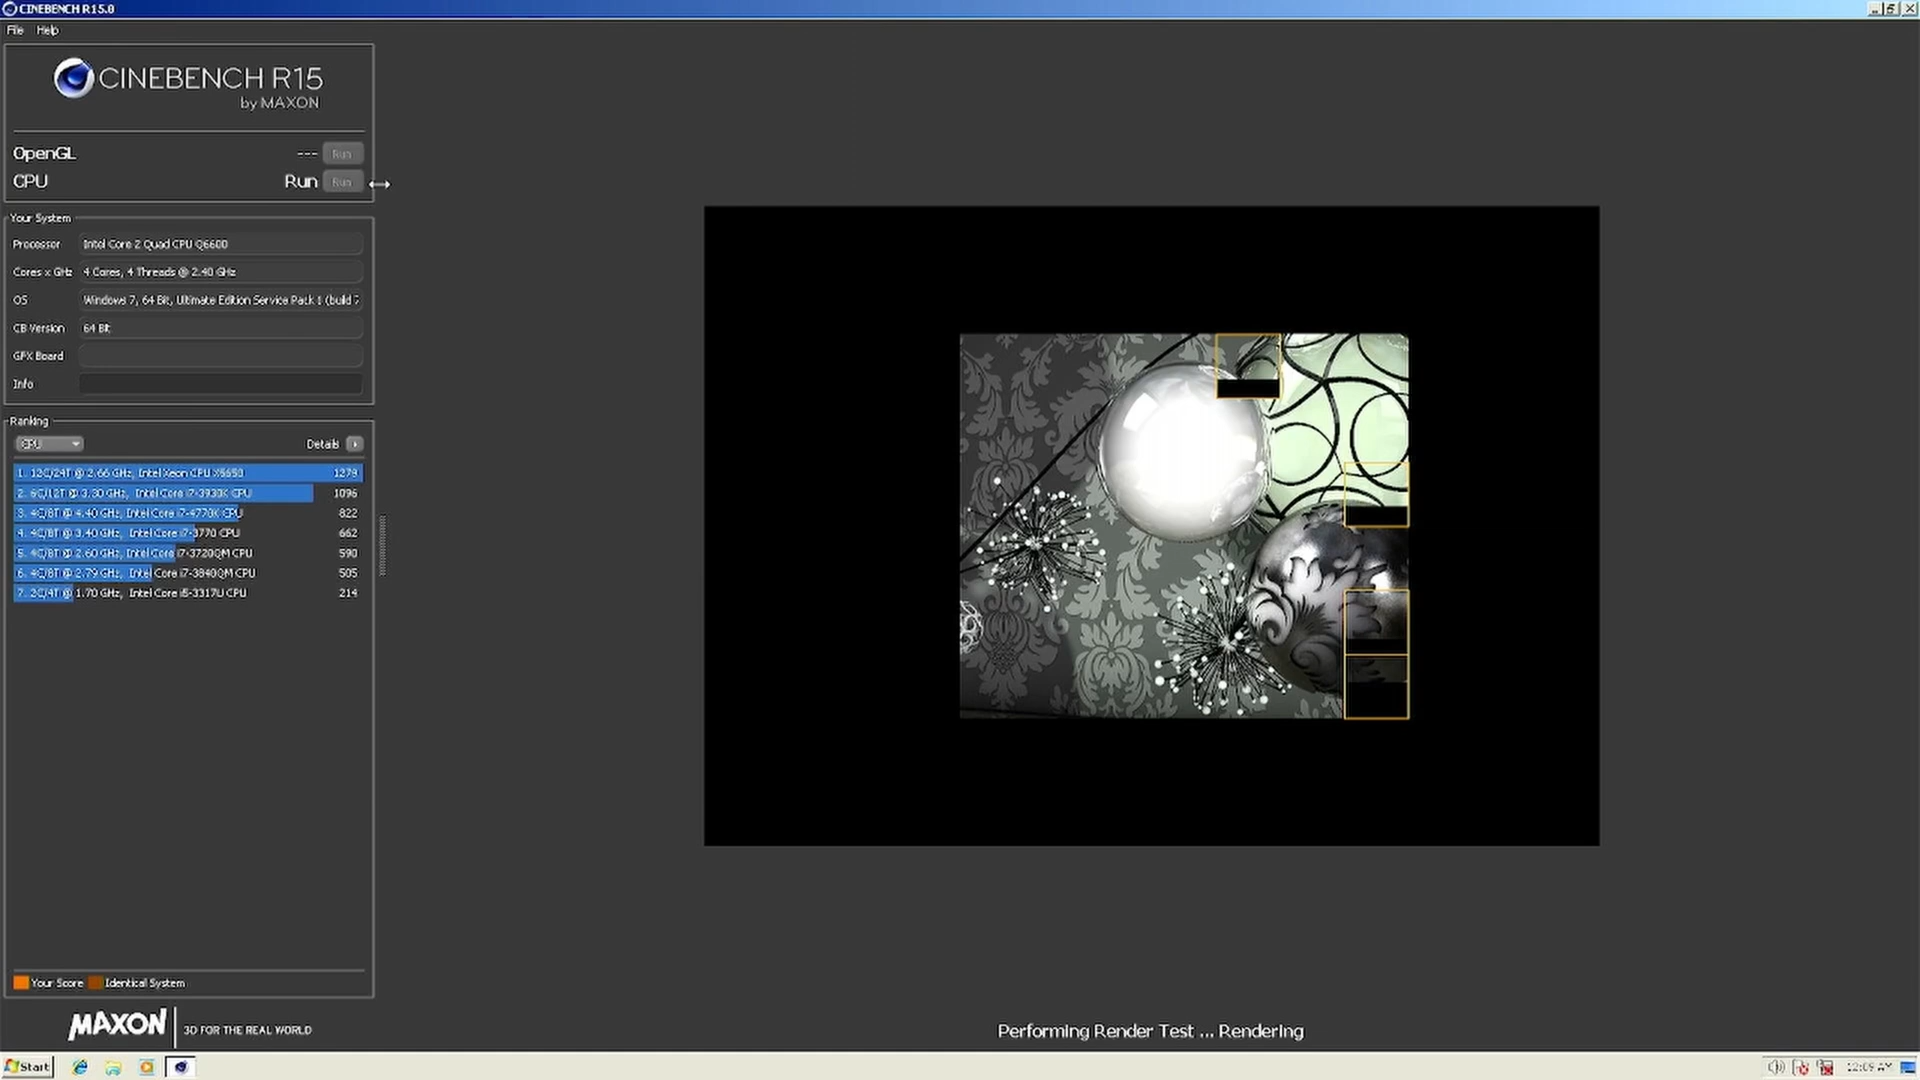 CINEBENCH R15.0
File Help
CINEBENCH R15
by MAXON
OpenGL --- Run
CPU Run Run
Your System
Processor Intel Core 2 Quad CPU Q6600
Cores x GHz 4 Cores, 4 Threads @ 2.40 GHz
OS Windows 7, 64 Bit, Ultimate Edition Service Pack 1 (build 7
CB Version 64 Bit
GFX Board
Info
Ranking
CPU Details
1. 12C/24T @ 2.66 GHz, Intel Xeon CPU X5650 1279
2. 6C/12T @ 3.30 GHz, Intel Core i7-3930K CPU 1096
3. 4C/8T @ 4.40 GHz, Intel Core i7-4770K CPU 822
4. 4C/8T @ 3.40 GHz, Intel Core i7-3770 CPU 662
5. 4C/8T @ 2.60 GHz, Intel Core i7-3720QM CPU 590
6. 4C/8T @ 2.79 GHz, Intel Core i7-3840QM CPU 505
7. 2C/4T @ 1.70 GHz, Intel Core i5-3317U CPU 214
Your Score Identical System
MAXON 3D FOR THE REAL WORLD
Performing Render Test ... Rendering
Start 12:09 AM